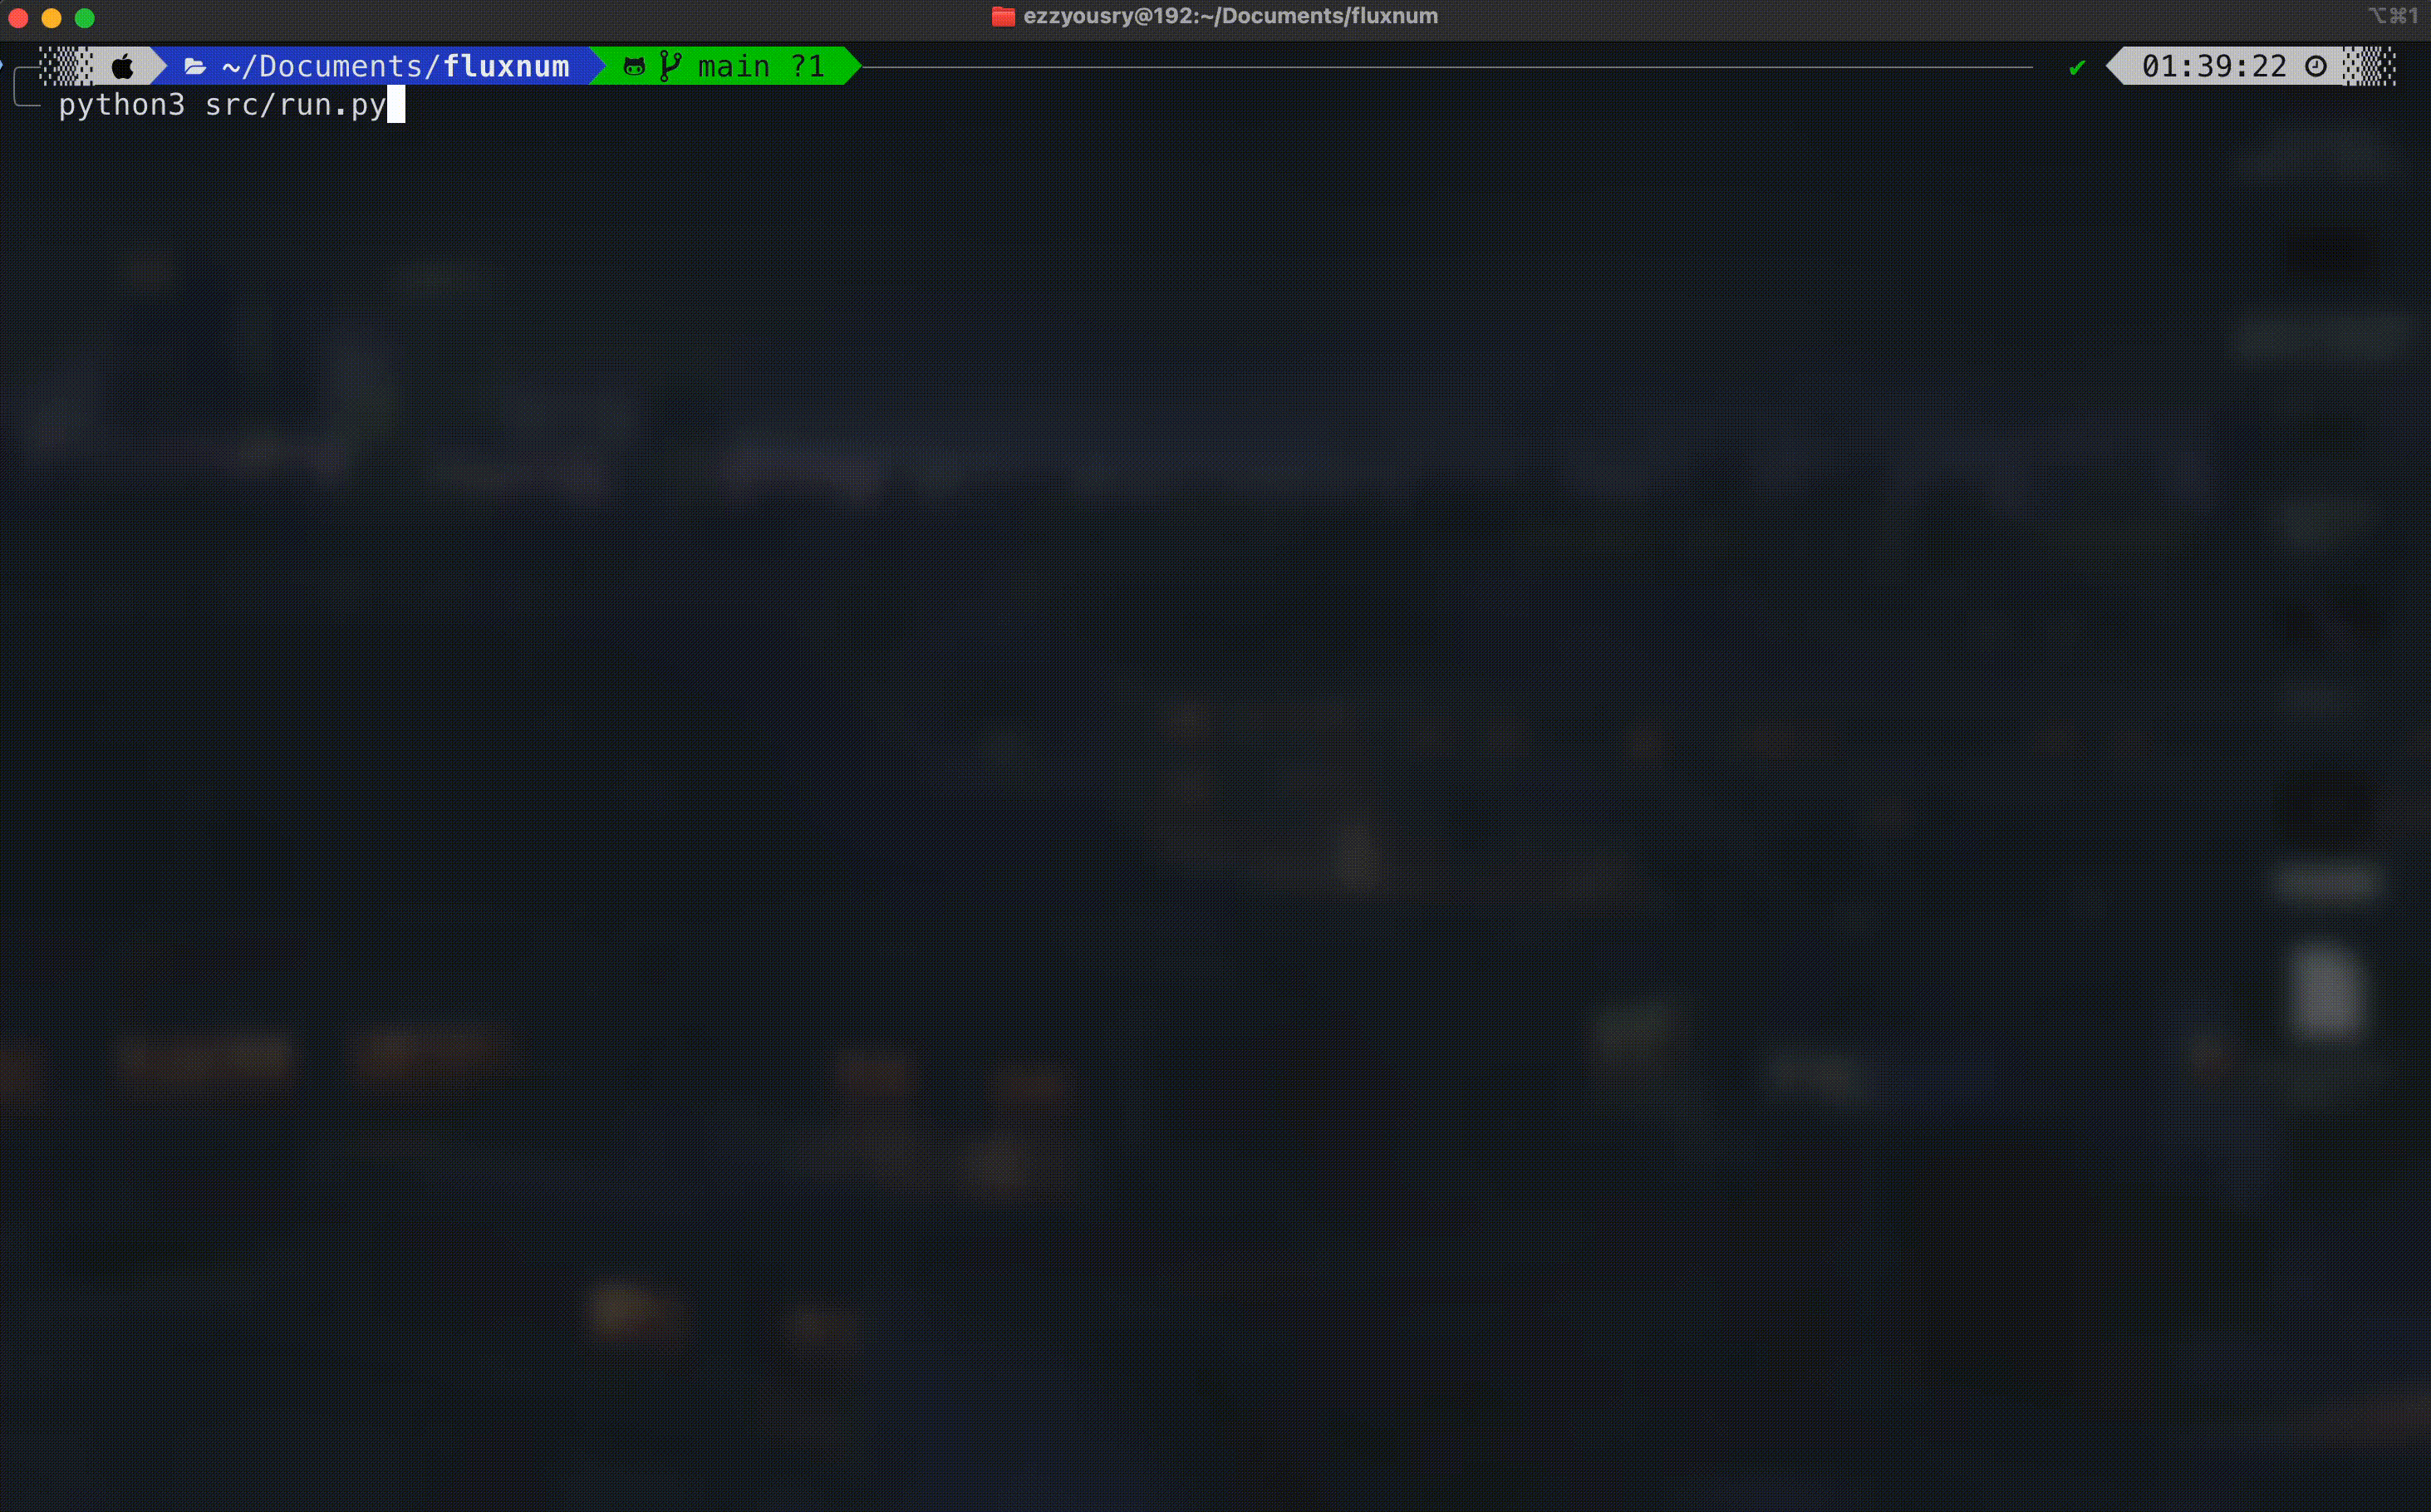 ezzyousry@192:~/Documents/fluxnum
⌥⌘1
~/Documents/fluxnum main ?1 ✔ 01:39:22
python3 src/run.py